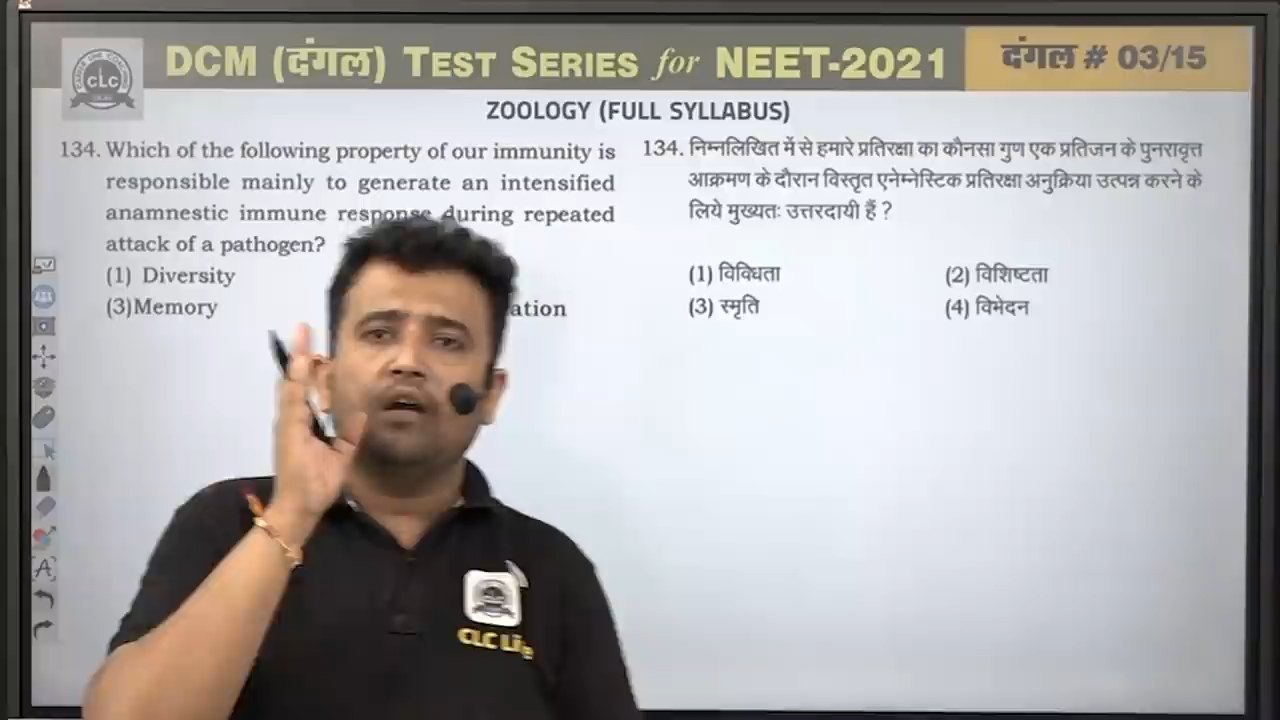 DCM (दंगल) TEST SERIES for NEET-2021
दंगल # 03/15
CLC
ZOOLOGY (FULL SYLLABUS)
134. Which of the following property of our immunity is
responsible mainly to generate an intensified
anamnestic immune response during repeated
attack of a pathogen?
(1) Diversity
(3)Memory ation
134. निम्नलिखित में से हमारे प्रतिरक्षा का कौनसा गुण एक प्रतिजन के पुनरावृत्त
आक्रमण के दौरान विस्तृत एनेम्नेस्टिक प्रतिरक्षा अनुक्रिया उत्पन्न करने के
लिये मुख्यतः उत्तरदायी हैं ?
(1) विविधता (2) विशिष्टता
(3) स्मृति (4) विभेदन
CLC